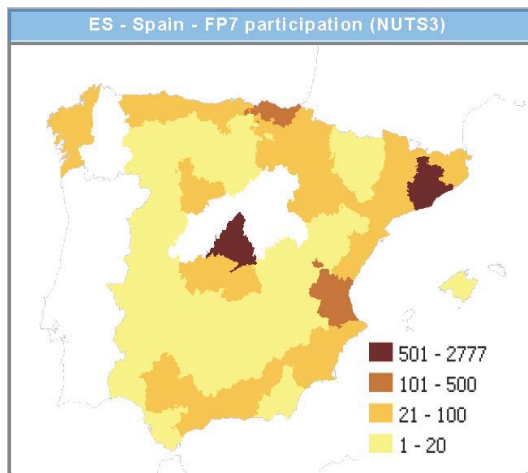 ES - Spain - FP7 participation (NUTS3)
501 - 2777
101 - 500
21 - 100
1 - 20